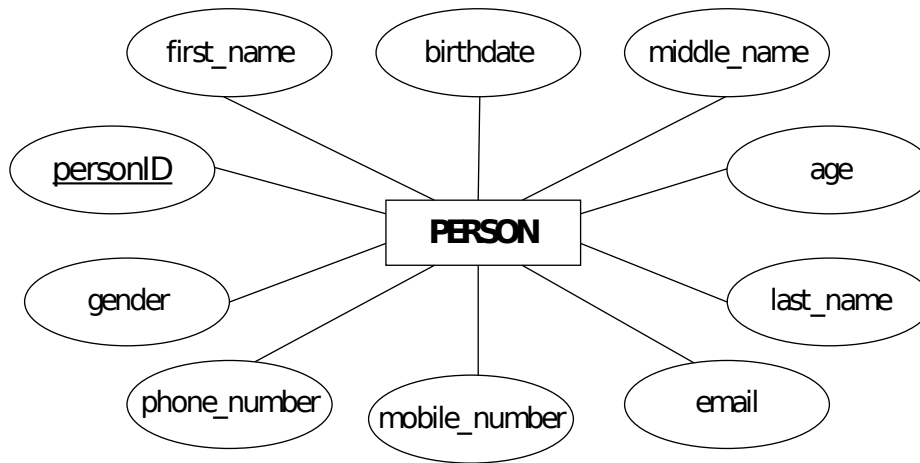 first_name
birthdate
middle_name
personID
age
PERSON
gender
last_name
phone_number
mobile_number
email